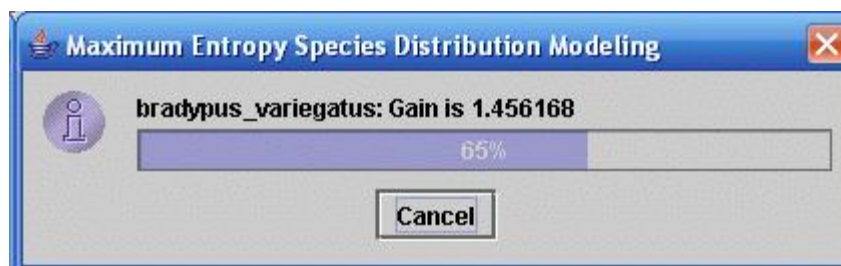 Maximum Entropy Species Distribution Modeling
bradypus_variegatus: Gain is 1.456168
65%
Cancel